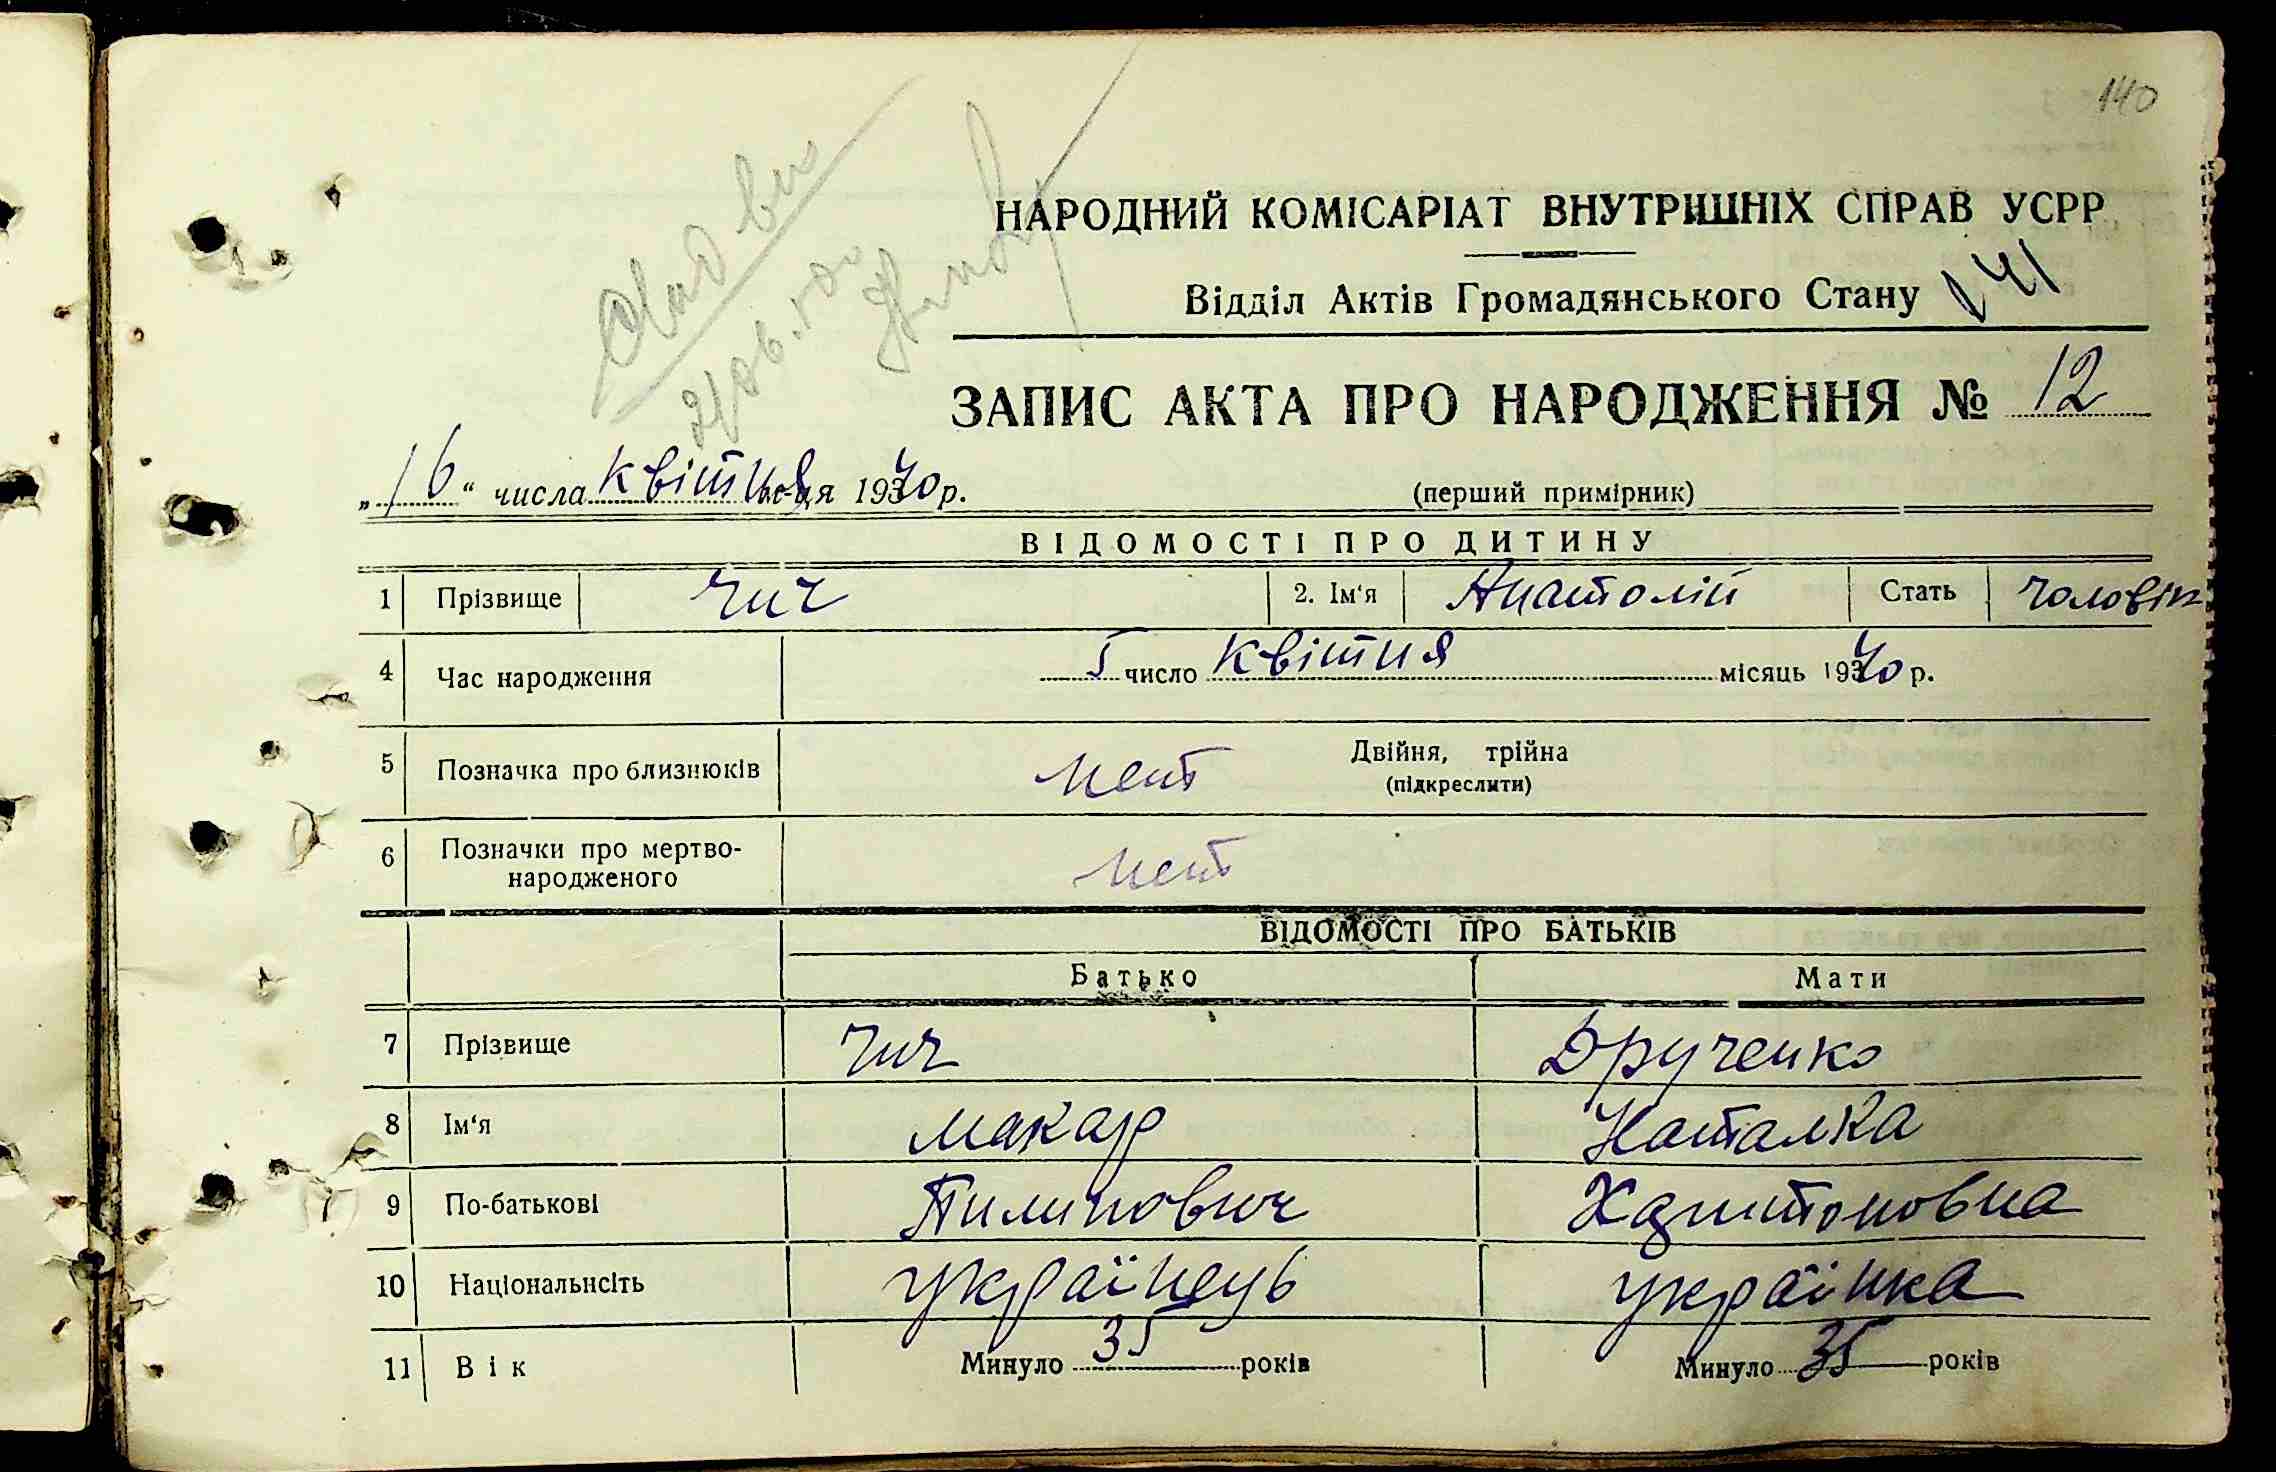 140
НАРОДНИЙ КОМІСАРІАТ ВНУТРИШНІХ СПРАВ УСРР
Відділ Актів Громадянського Стану 141
ЗАПИС АКТА ПРО НАРОДЖЕННЯ № 12
„16“ числа квітня м-ця 1940 р.
(перший примірник)
ВІДОМОСТІ ПРО ДИТИНУ
1 Прізвище Чич 2. Ім'я Анатолій Стать чоловік
4 Час народження 5 число квітня місяць 1940 р.
5 Позначка про близнюків нет Двійня, трійна
(підкреслити)
6 Позначки про мертво-
народженого нет
ВІДОМОСТІ ПРО БАТЬКІВ
Батько Мати
7 Прізвище Чич Друченко
8 Ім'я Макар Наталка
9 По-батькові Пилипович Харитоновна
10 Національнсіть українець українка
11 Вік Минуло 35 років Минуло 35 років